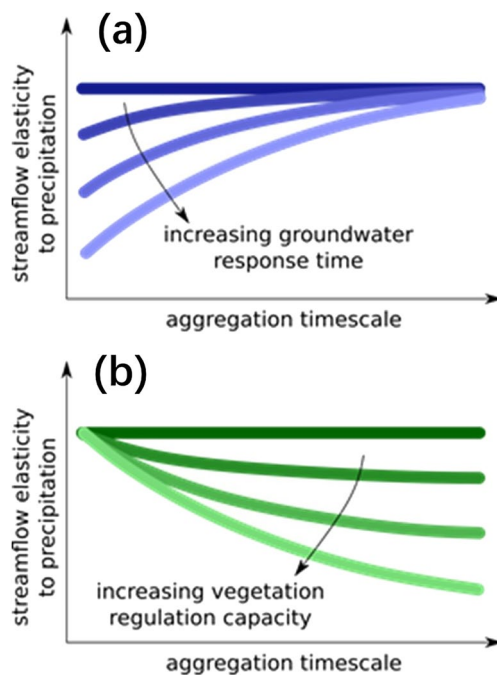 (a)
streamflow elasticity
to precipitation
increasing groundwater
response time
aggregation timescale
(b)
streamflow elasticity
to precipitation
increasing vegetation
regulation capacity
aggregation timescale